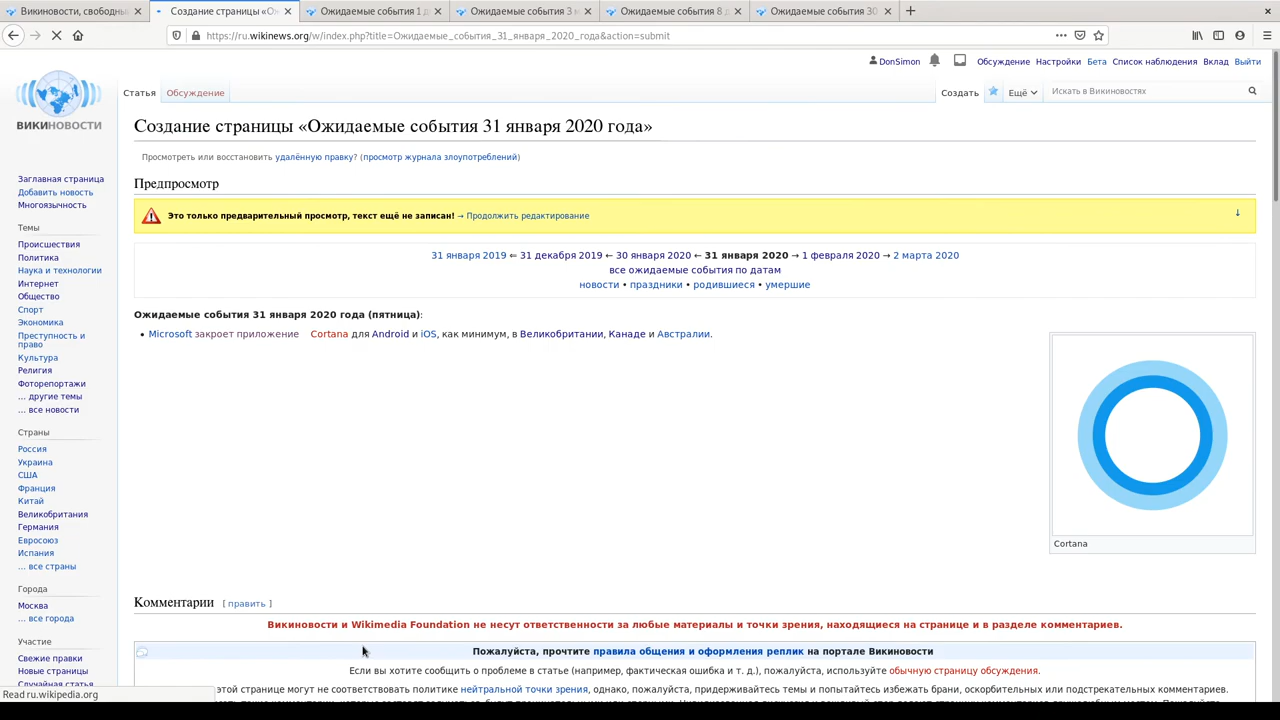 Викиновости, свободны
Создание страницы «О
Ожидаемые события 1 д
Ожидаемые события 3 м
Ожидаемые события 8 д
Ожидаемые события 30
https://ru.wikinews.org/w/index.php?title=Ожидаемые_события_31_января_2020_года&action=submit
DonSimon Обсуждение Настройки Бета Список наблюдения Вклад Выйти
Статья Обсуждение Создать Ещё Искать в Викиновостях
ВИКИНОВОСТИ
Создание страницы «Ожидаемые события 31 января 2020 года»
Просмотреть или восстановить удалённую правку? (просмотр журнала злоупотреблений)
Предпросмотр
Это только предварительный просмотр, текст ещё не записан! → Продолжить редактирование ↓
31 января 2019 ⇐ 31 декабря 2019 ← 30 января 2020 ← 31 января 2020 → 1 февраля 2020 → 2 марта 2020
все ожидаемые события по датам
новости • праздники • родившиеся • умершие
Ожидаемые события 31 января 2020 года (пятница):
• Microsoft закроет приложение Cortana для Android и iOS, как минимум, в Великобритании, Канаде и Австралии.
Cortana
Комментарии [ править ]
Викиновости и Wikimedia Foundation не несут ответственности за любые материалы и точки зрения, находящиеся на странице и в разделе комментариев.
Пожалуйста, прочтите правила общения и оформления реплик на портале Викиновости
Если вы хотите сообщить о проблеме в статье (например, фактическая ошибка и т. д.), пожалуйста, используйте обычную страницу обсуждения.
этой странице могут не соответствовать политике нейтральной точки зрения, однако, пожалуйста, придерживайтесь темы и попытайтесь избежать брани, оскорбительных или подстрекательных комментариев.
Заглавная страница
Добавить новость
Многоязычность
Темы
Происшествия
Политика
Наука и технологии
Интернет
Общество
Спорт
Экономика
Преступность и
право
Культура
Религия
Фоторепортажи
... другие темы
... все новости
Страны
Россия
Украина
США
Франция
Китай
Великобритания
Германия
Евросоюз
Испания
... все страны
Города
Москва
... все города
Участие
Свежие правки
Новые страницы
Случайная статья
Read ru.wikipedia.org